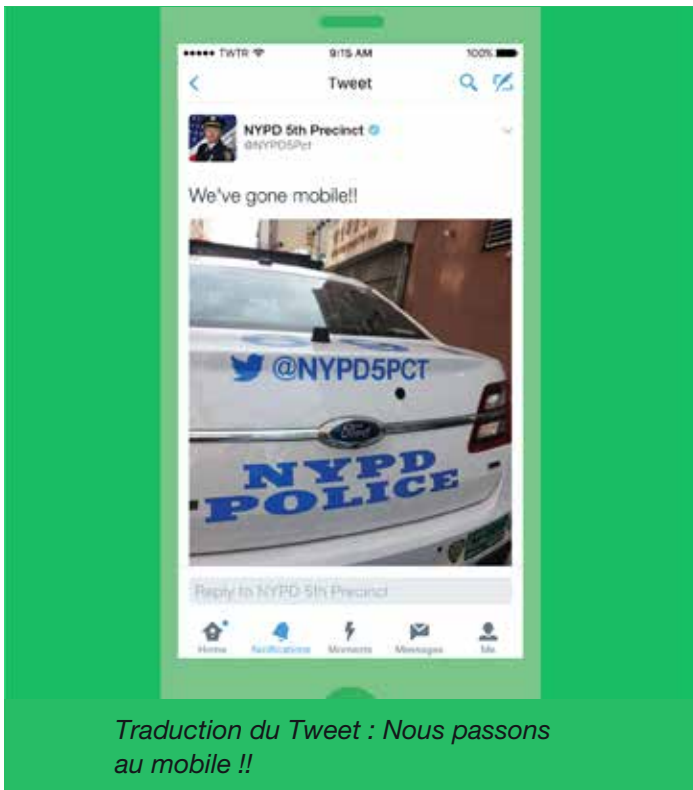 TWTR 9:15 AM 100%
Tweet
NYPD 5th Precinct
@NYPD5Pct
We've gone mobile!!
@NYPD5PCT
Ford
NYPD
POLICE
Reply to NYPD 5th Precinct
Home Notifications Moments Messages Me
Traduction du Tweet : Nous passons
au mobile !!